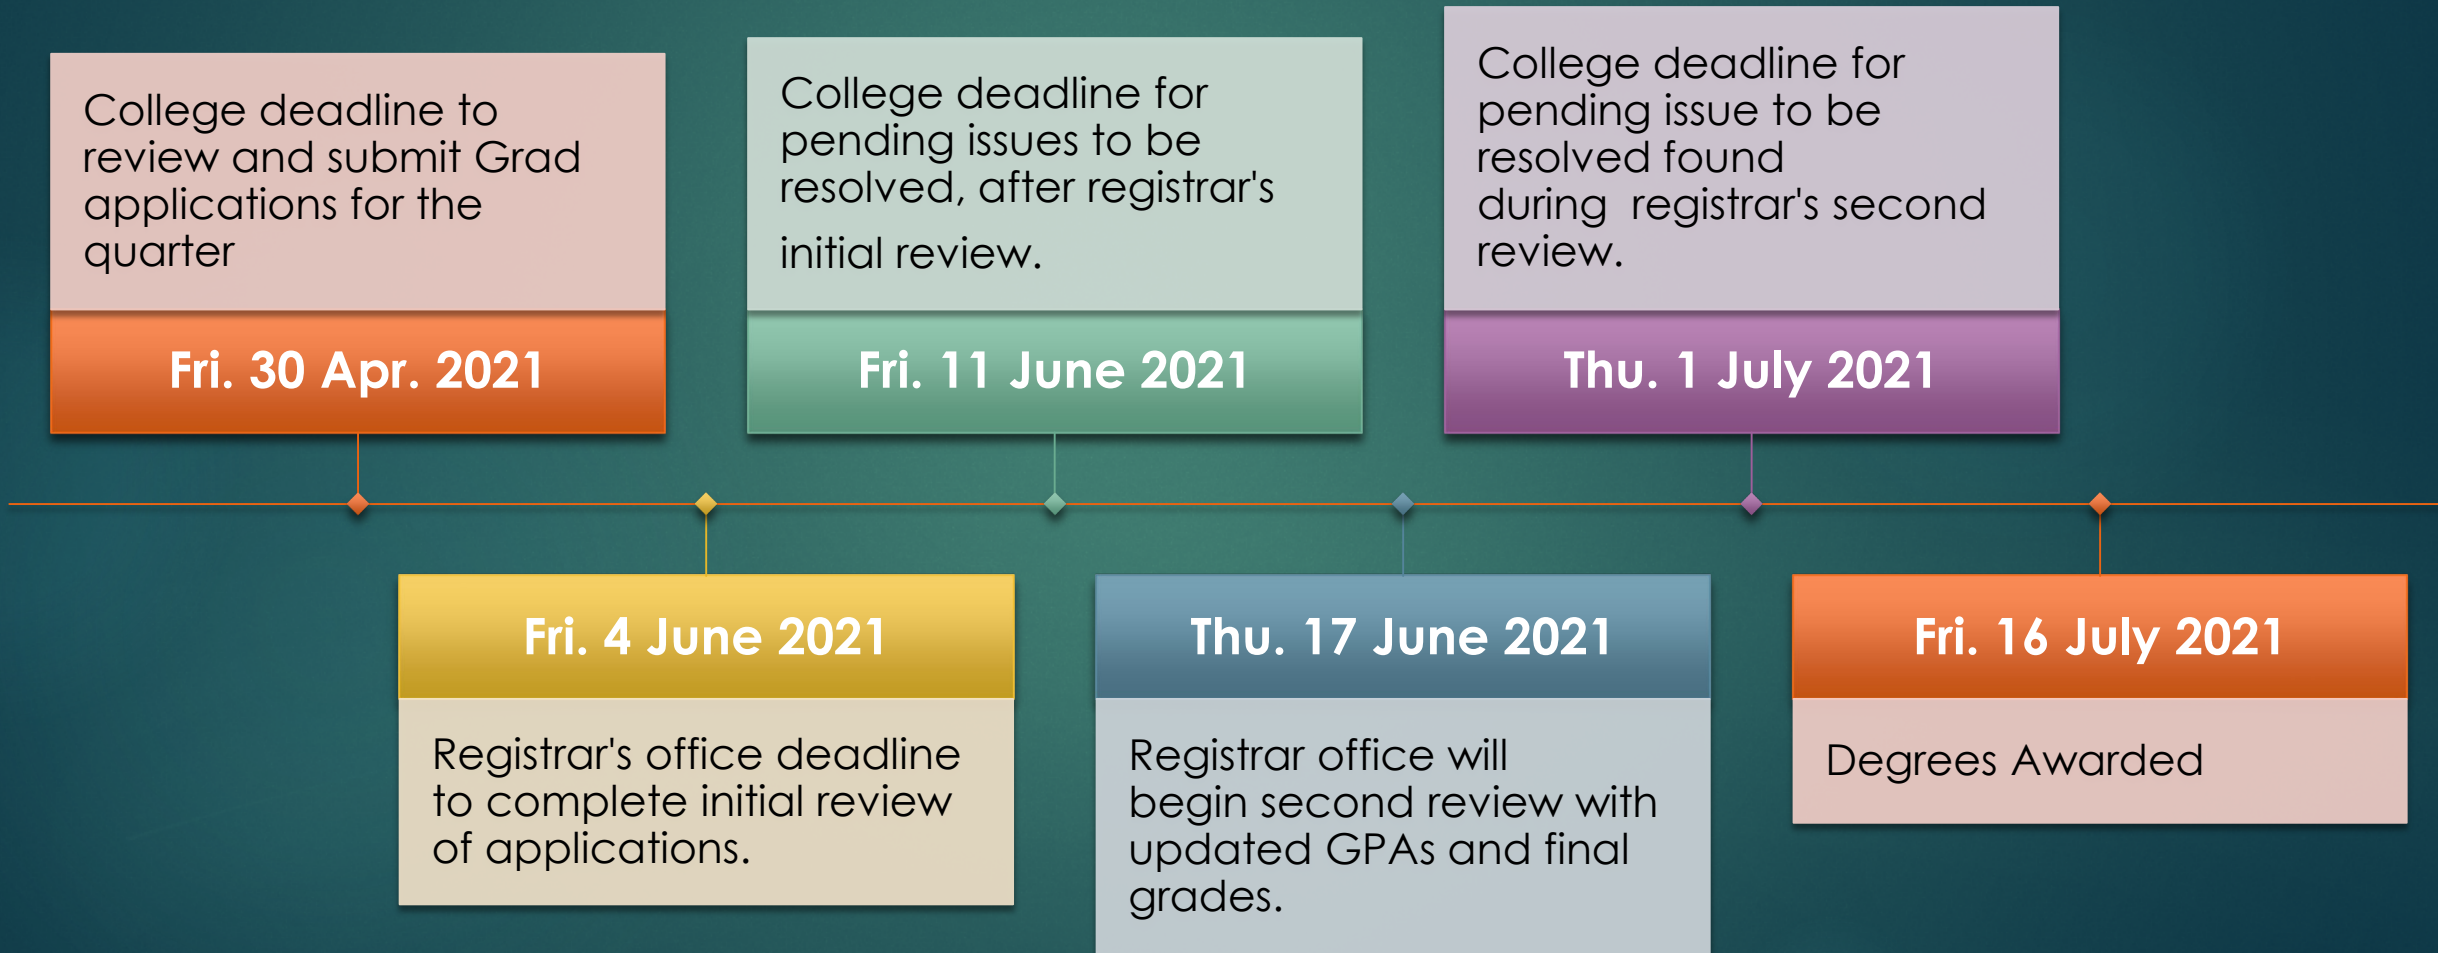 College deadline to
review and submit Grad
applications for the
quarter
Fri. 30 Apr. 2021
Fri. 4 June 2021
Registrar's office deadline
to complete initial review
of applications.
College deadline for
pending issues to be
resolved, after registrar's
initial review.
Fri. 11 June 2021
Thu. 17 June 2021
Registrar office will
begin second review with
updated GPAs and final
grades.
College deadline for
pending issue to be
resolved found
during  registrar's second
review.
Thu. 1 July 2021
Fri. 16 July 2021
Degrees Awarded